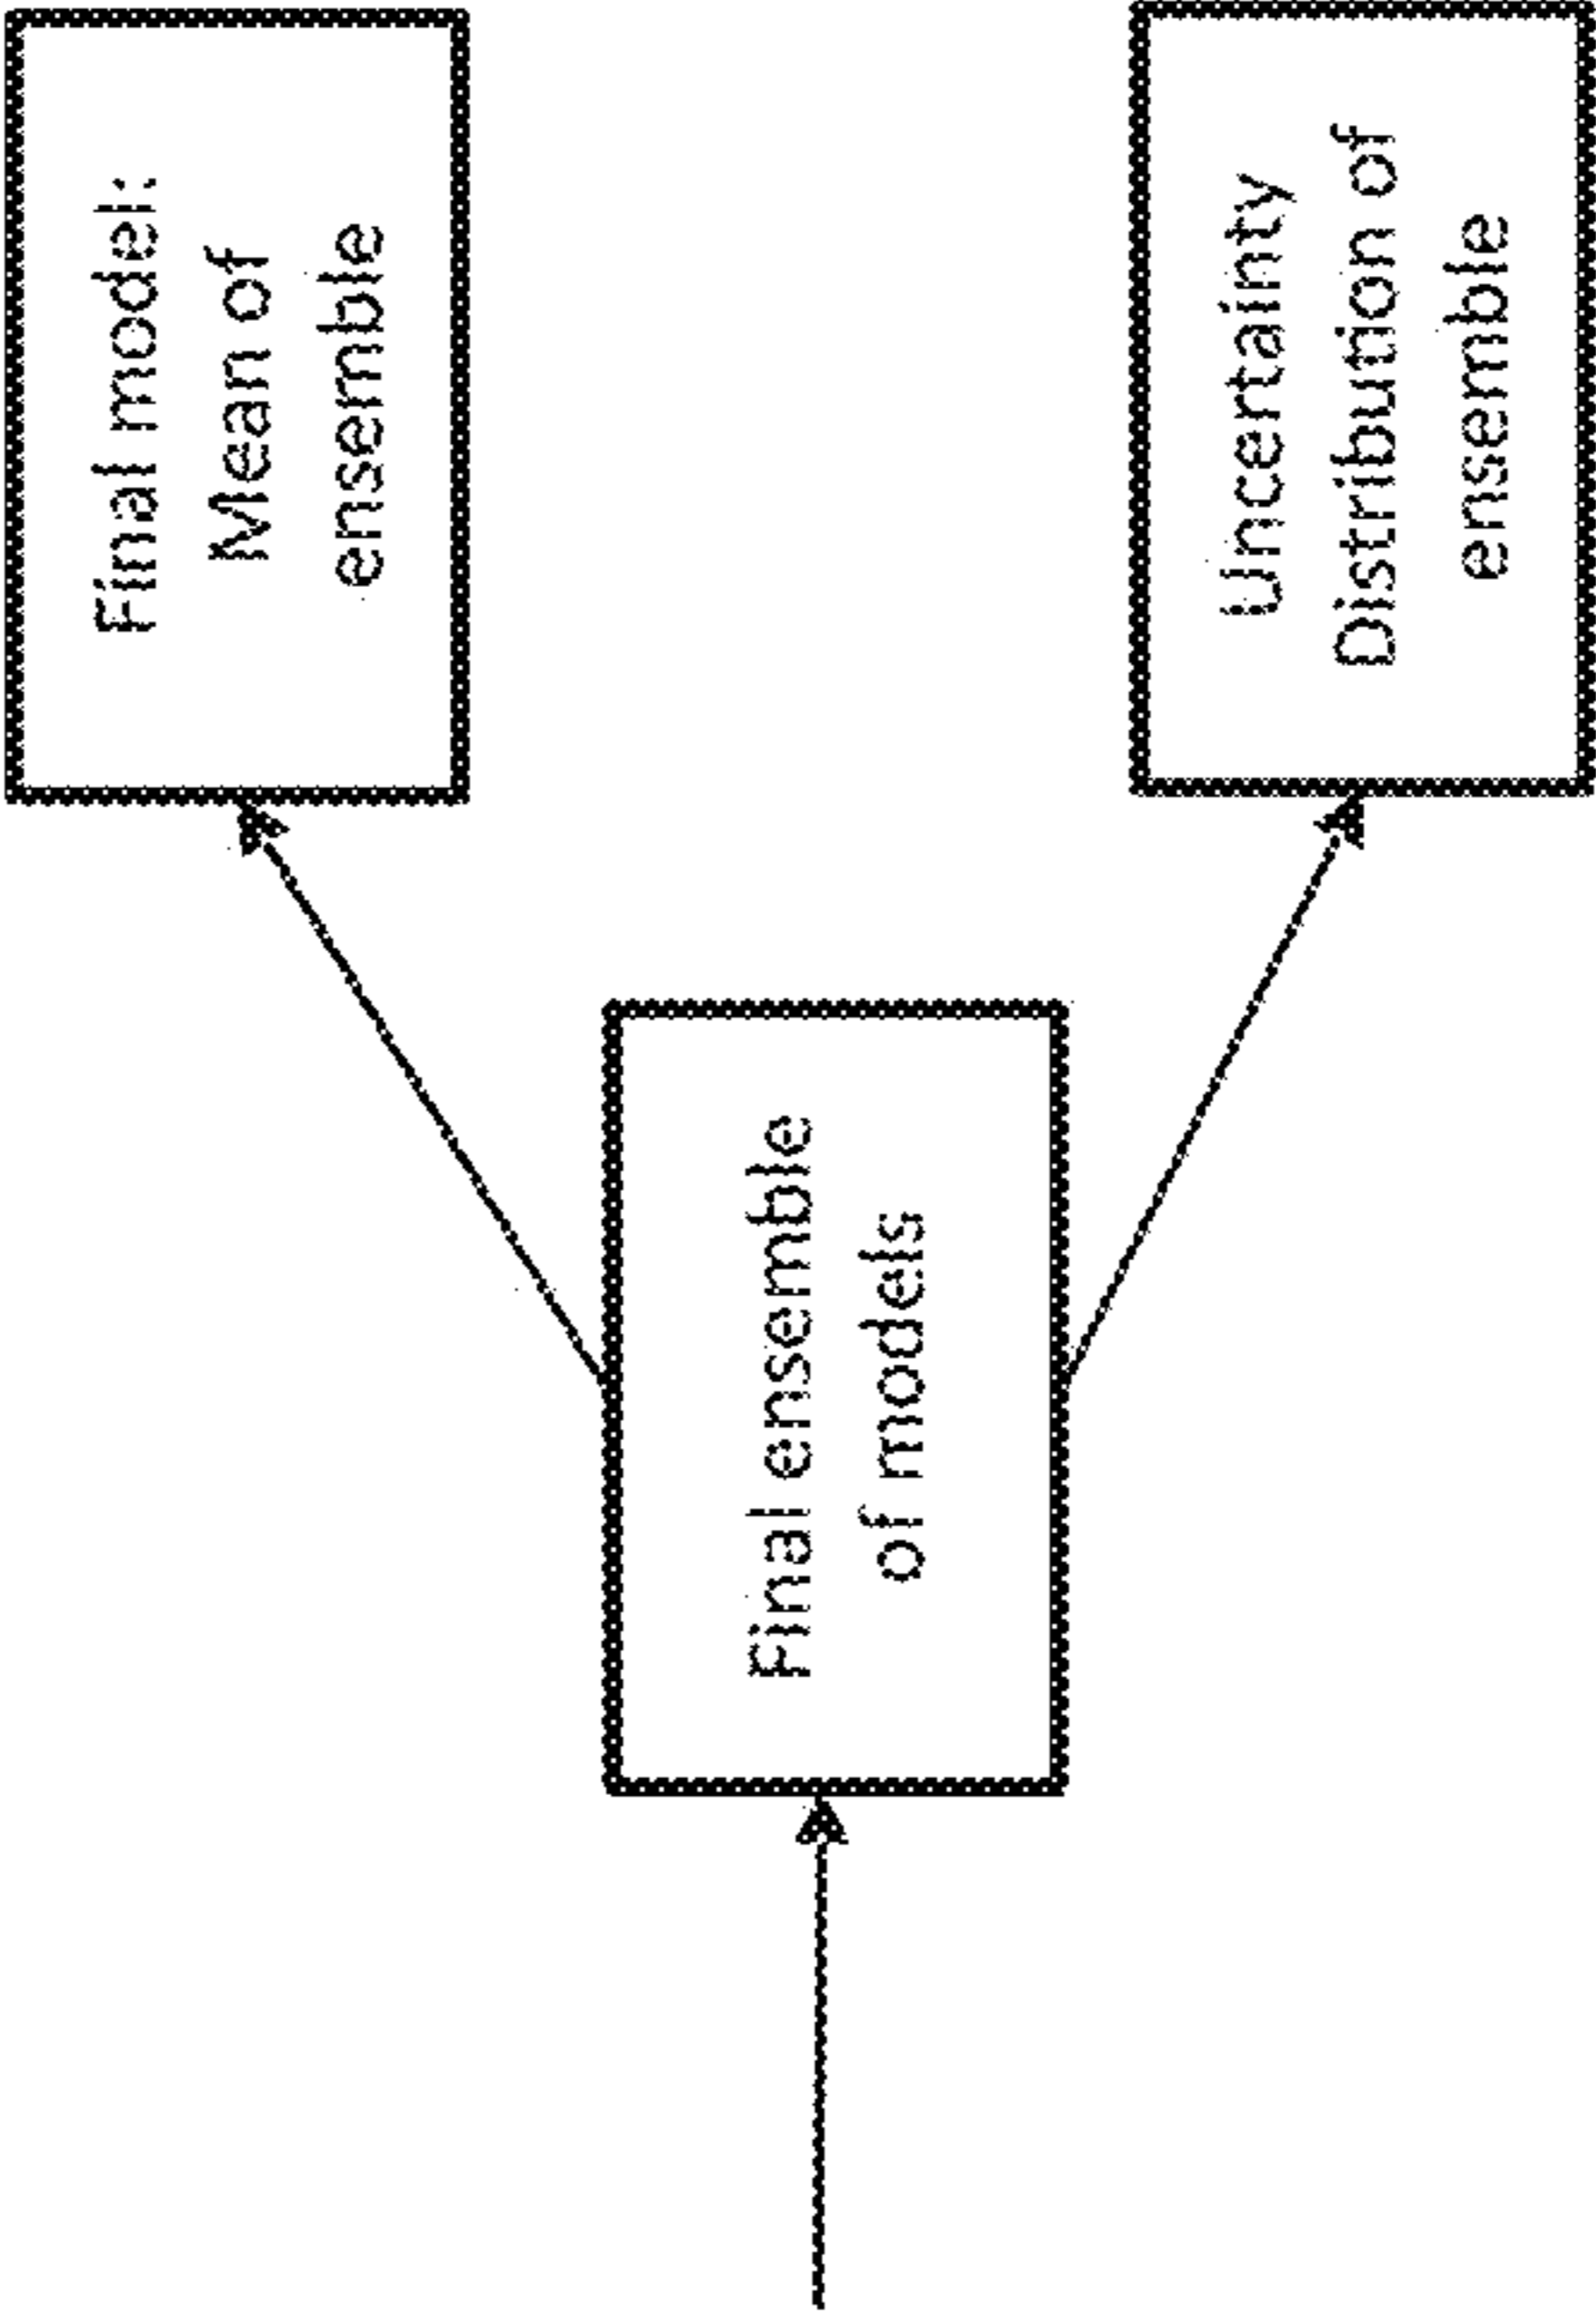 Final model:
Mean of
ensemble
Final ensemble
of models
Uncertainty
Distribution of
ensemble